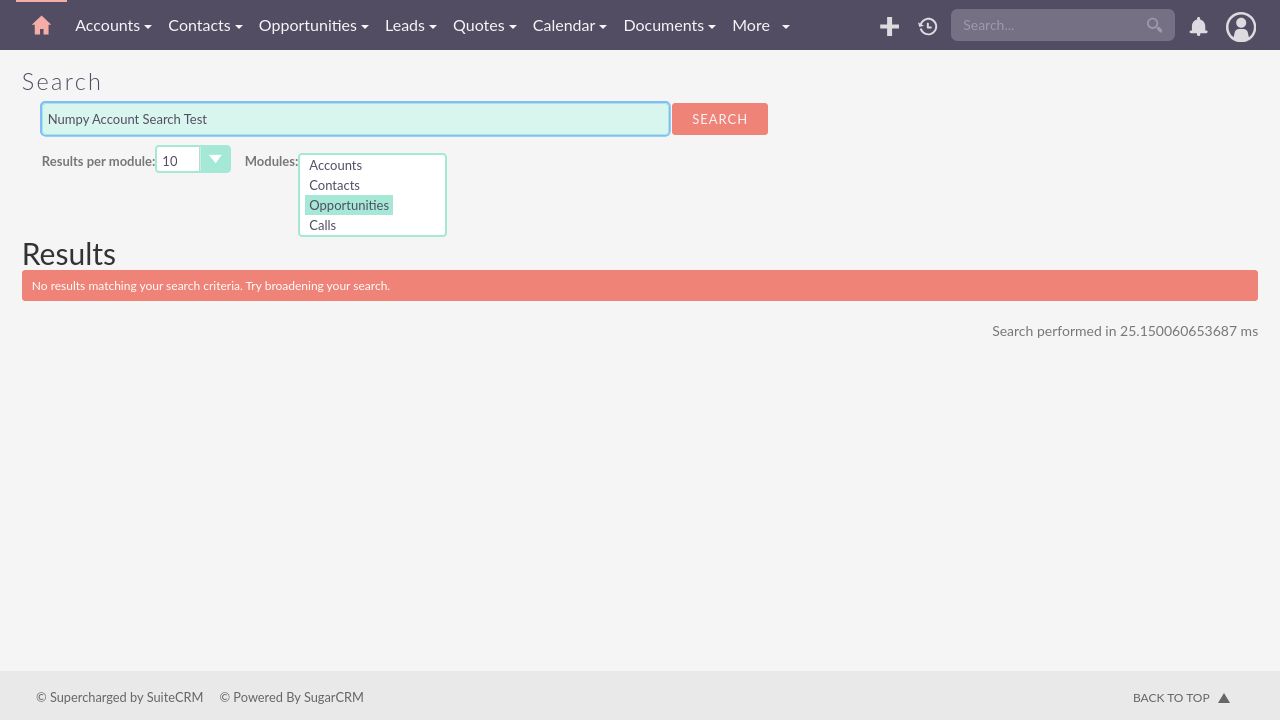 Accounts Contacts Opportunities Leads Quotes Calendar Documents More Search...
Search
Numpy Account Search Test SEARCH
Results per module: 10 Modules:
Accounts
Contacts
Opportunities
Calls
Results
No results matching your search criteria. Try broadening your search.
Search performed in 25.150060653687 ms
© Supercharged by SuiteCRM © Powered By SugarCRM BACK TO TOP